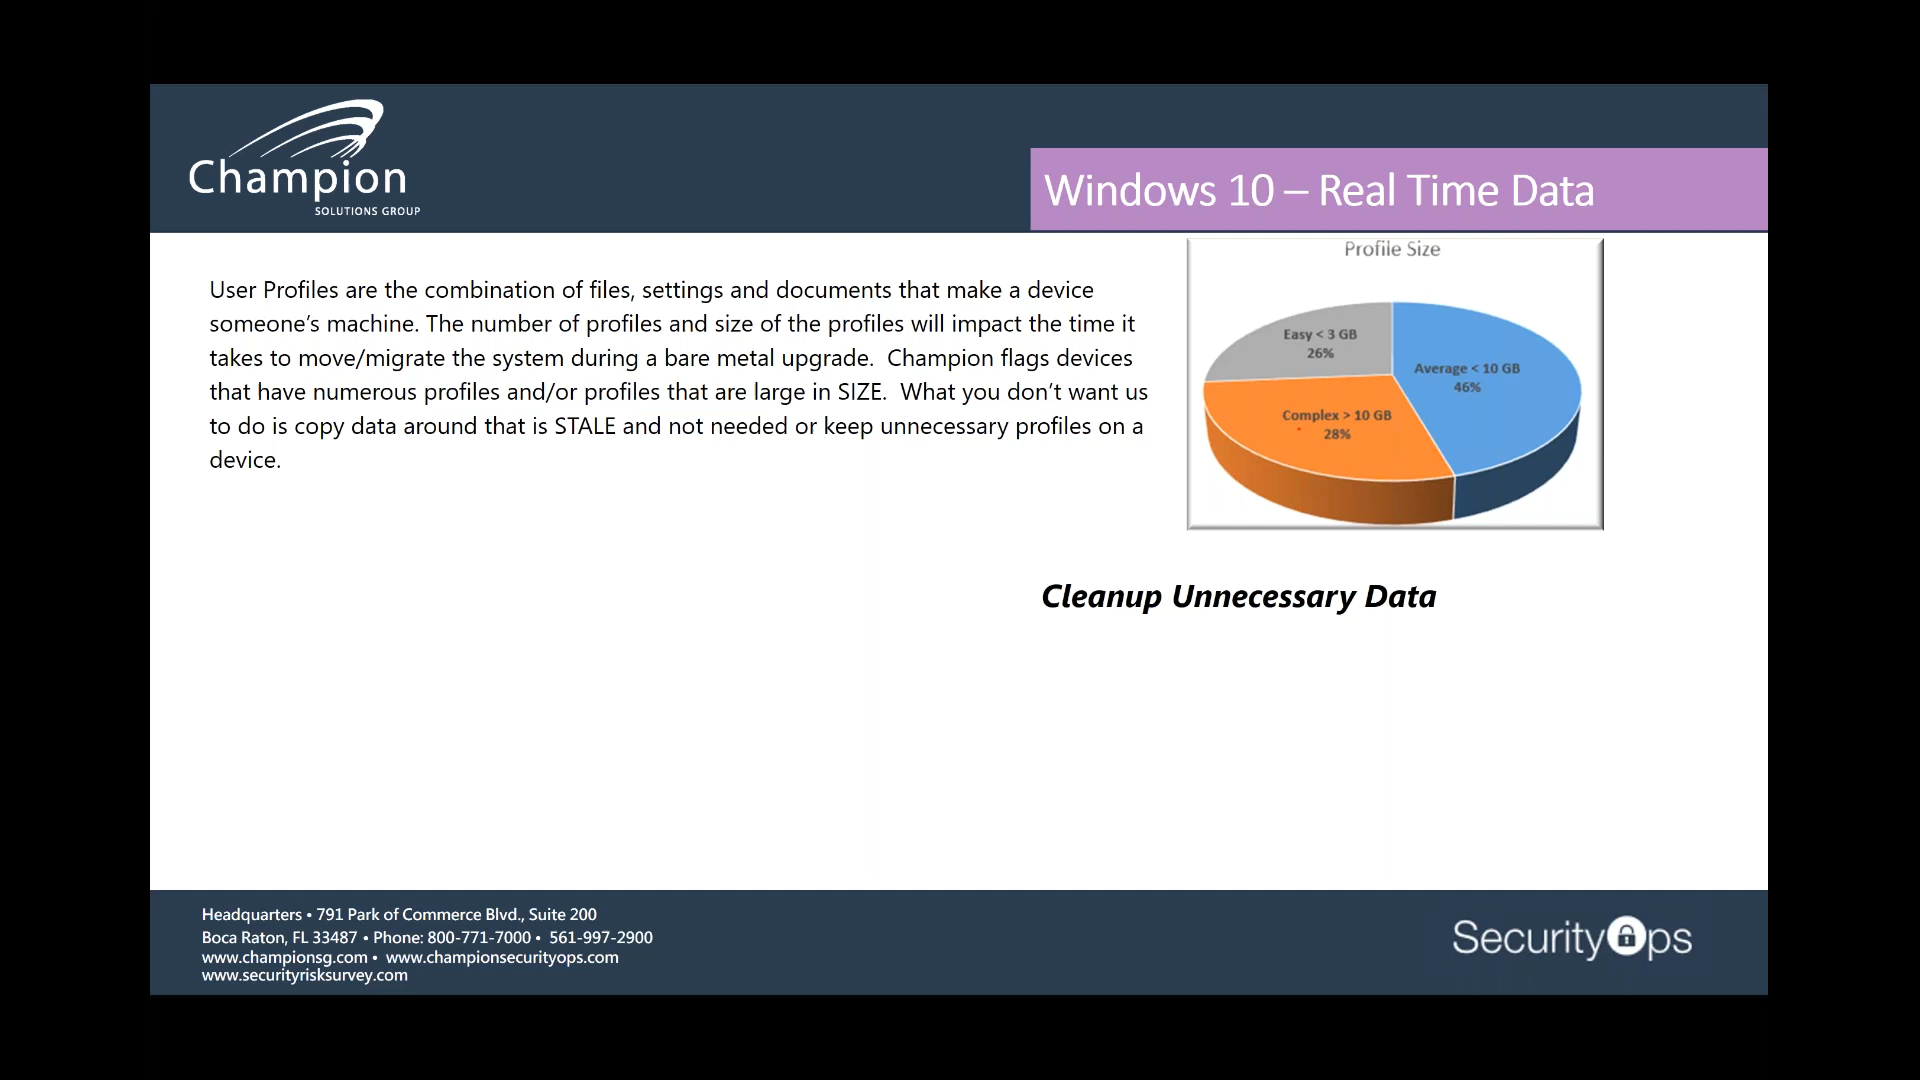 Champion
SOLUTIONS GROUP
Windows 10 – Real Time Data
User Profiles are the combination of files, settings and documents that make a device
someone’s machine. The number of profiles and size of the profiles will impact the time it
takes to move/migrate the system during a bare metal upgrade.  Champion flags devices
that have numerous profiles and/or profiles that are large in SIZE.  What you don’t want us
to do is copy data around that is STALE and not needed or keep unnecessary profiles on a
device.
Profile Size
Easy < 3 GB
26%
Average < 10 GB
46%
Complex > 10 GB
28%
Cleanup Unnecessary Data
Headquarters • 791 Park of Commerce Blvd., Suite 200
Boca Raton, FL 33487 • Phone: 800-771-7000 •  561-997-2900
www.championsg.com •  www.championsecurityops.com
www.securityrisksurvey.com
SecurityOps